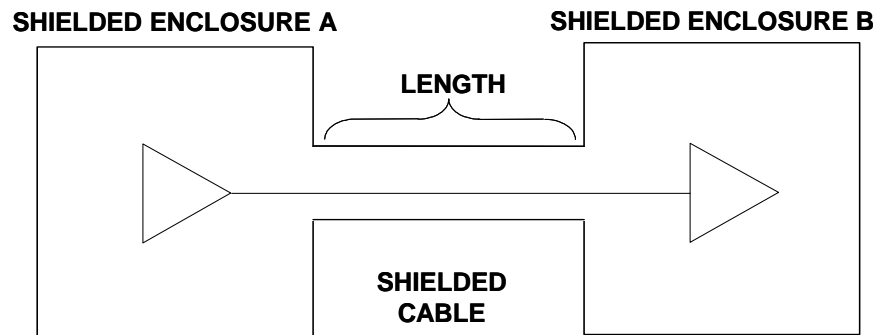 SHIELDED ENCLOSURE A
SHIELDED ENCLOSURE B
LENGTH
SHIELDED
CABLE